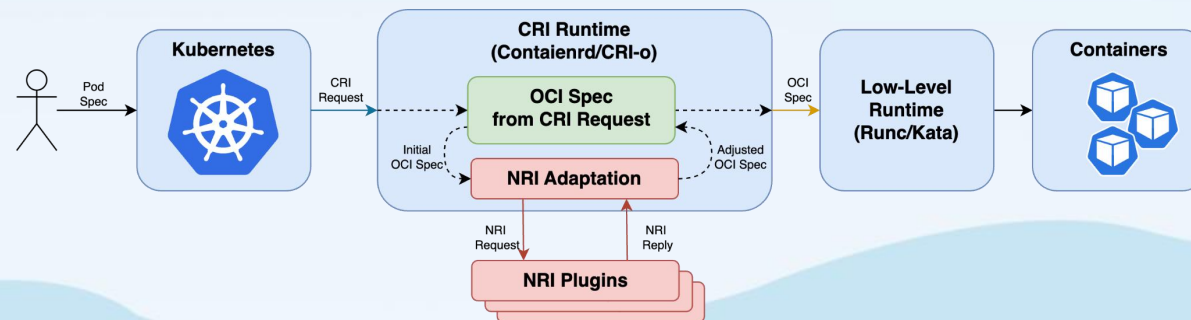 Pod
Spec
Kubernetes
CRI
Request
CRI Runtime
(Contaienrd/CRI-o)
OCI Spec
from CRI Request
Initial
OCI Spec
Adjusted
OCI Spec
NRI Adaptation
NRI
Request
NRI
Reply
NRI Plugins
OCI
Spec
Low-Level
Runtime
(Runc/Kata)
Containers